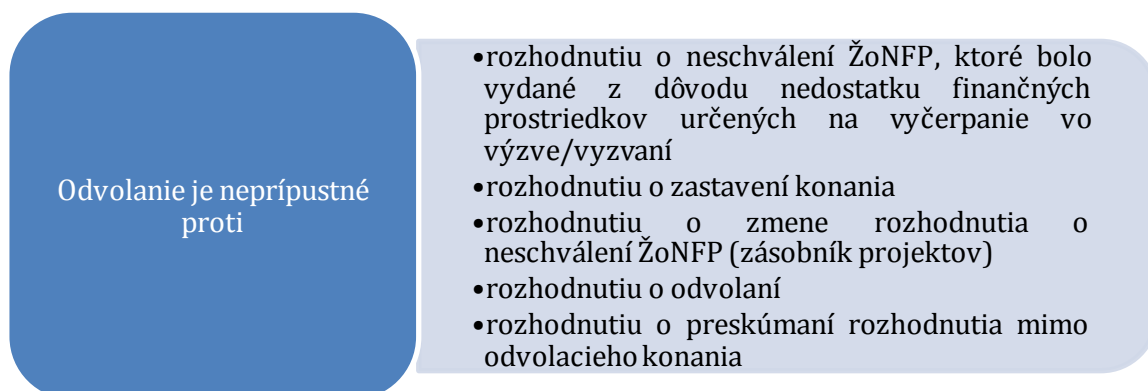 Odvolanie je neprípustné
proti
•rozhodnutiu o neschválení ŽoNFP, ktoré bolo
vydané z dôvodu nedostatku finančných
prostriedkov určených na vyčerpanie vo
výzve/vyzvaní
•rozhodnutiu o zastavení konania
•rozhodnutiu o zmene rozhodnutia o
neschválení ŽoNFP (zásobník projektov)
•rozhodnutiu o odvolaní
•rozhodnutiu o preskúmaní rozhodnutia mimo
odvolacieho konania